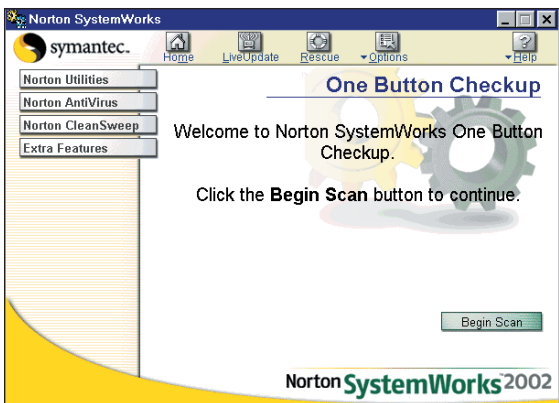 Norton SystemWorks
symantec.
Home LiveUpdate Rescue Options Help
Norton Utilities
Norton AntiVirus
Norton CleanSweep
Extra Features
One Button Checkup
Welcome to Norton SystemWorks One Button
Checkup.
Click the Begin Scan button to continue.
Begin Scan
Norton SystemWorks 2002